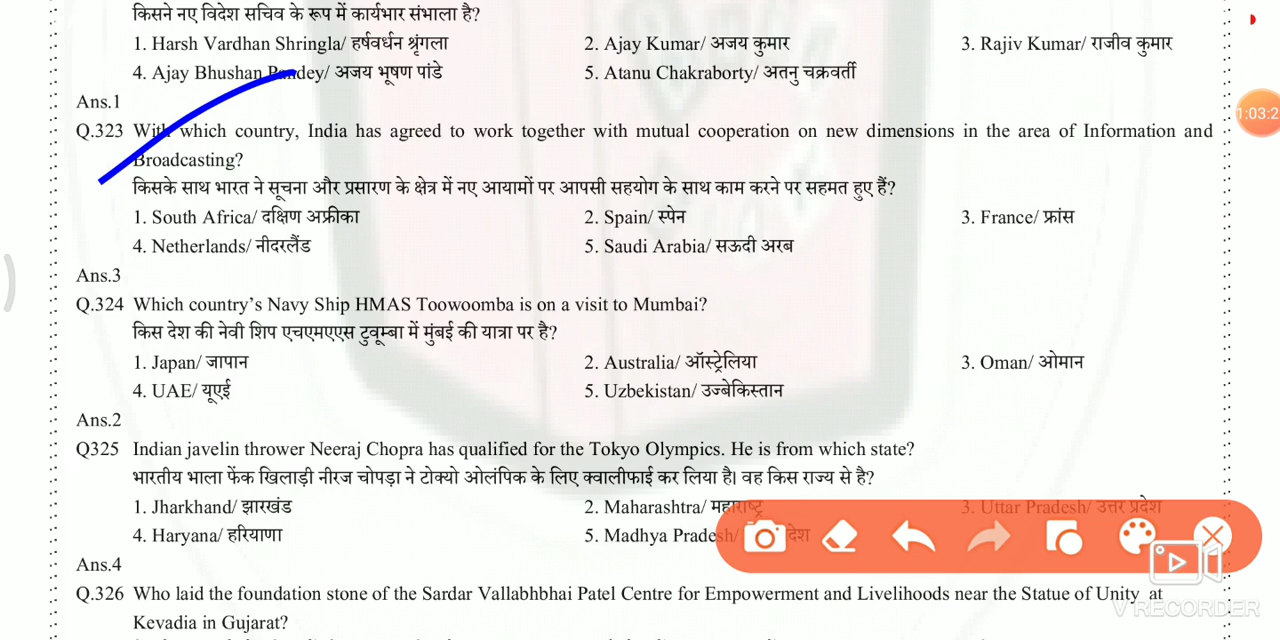 किसने नए विदेश सचिव के रूप में कार्यभार संभाला है?
1. Harsh Vardhan Shringla/ हर्षवर्धन श्रृंगला 2. Ajay Kumar/ अजय कुमार 3. Rajiv Kumar/ राजीव कुमार
4. Ajay Bhushan Pandey/ अजय भूषण पांडे 5. Atanu Chakraborty/ अतनु चक्रवर्ती
Ans.1
1:03:2
Q.323 With which country, India has agreed to work together with mutual cooperation on new dimensions in the area of Information and
Broadcasting?
किसके साथ भारत ने सूचना और प्रसारण के क्षेत्र में नए आयामों पर आपसी सहयोग के साथ काम करने पर सहमत हुए हैं?
1. South Africa/ दक्षिण अफ्रीका 2. Spain/ स्पेन 3. France/ फ्रांस
4. Netherlands/ नीदरलैंड 5. Saudi Arabia/ सऊदी अरब
Ans.3
Q.324 Which country's Navy Ship HMAS Toowoomba is on a visit to Mumbai?
किस देश की नेवी शिप एचएमएएस टुवूम्बा में मुंबई की यात्रा पर है?
1. Japan/ जापान 2. Australia/ ऑस्ट्रेलिया 3. Oman/ ओमान
4. UAE/ यूएई 5. Uzbekistan/ उज्बेकिस्तान
Ans.2
Q325 Indian javelin thrower Neeraj Chopra has qualified for the Tokyo Olympics. He is from which state?
भारतीय भाला फेंक खिलाड़ी नीरज चोपड़ा ने टोक्यो ओलंपिक के लिए क्वालीफाई कर लिया है। वह किस राज्य से है?
1. Jharkhand/ झारखंड 2. Maharashtra/ महाराष्ट्र 3. Uttar Pradesh/ उत्तर प्रदेश
4. Haryana/ हरियाणा 5. Madhya Pradesh/
Ans.4
Q.326 Who laid the foundation stone of the Sardar Vallabhbhai Patel Centre for Empowerment and Livelihoods near the Statue of Unity at
Kevadia in Gujarat?
V RECORDER